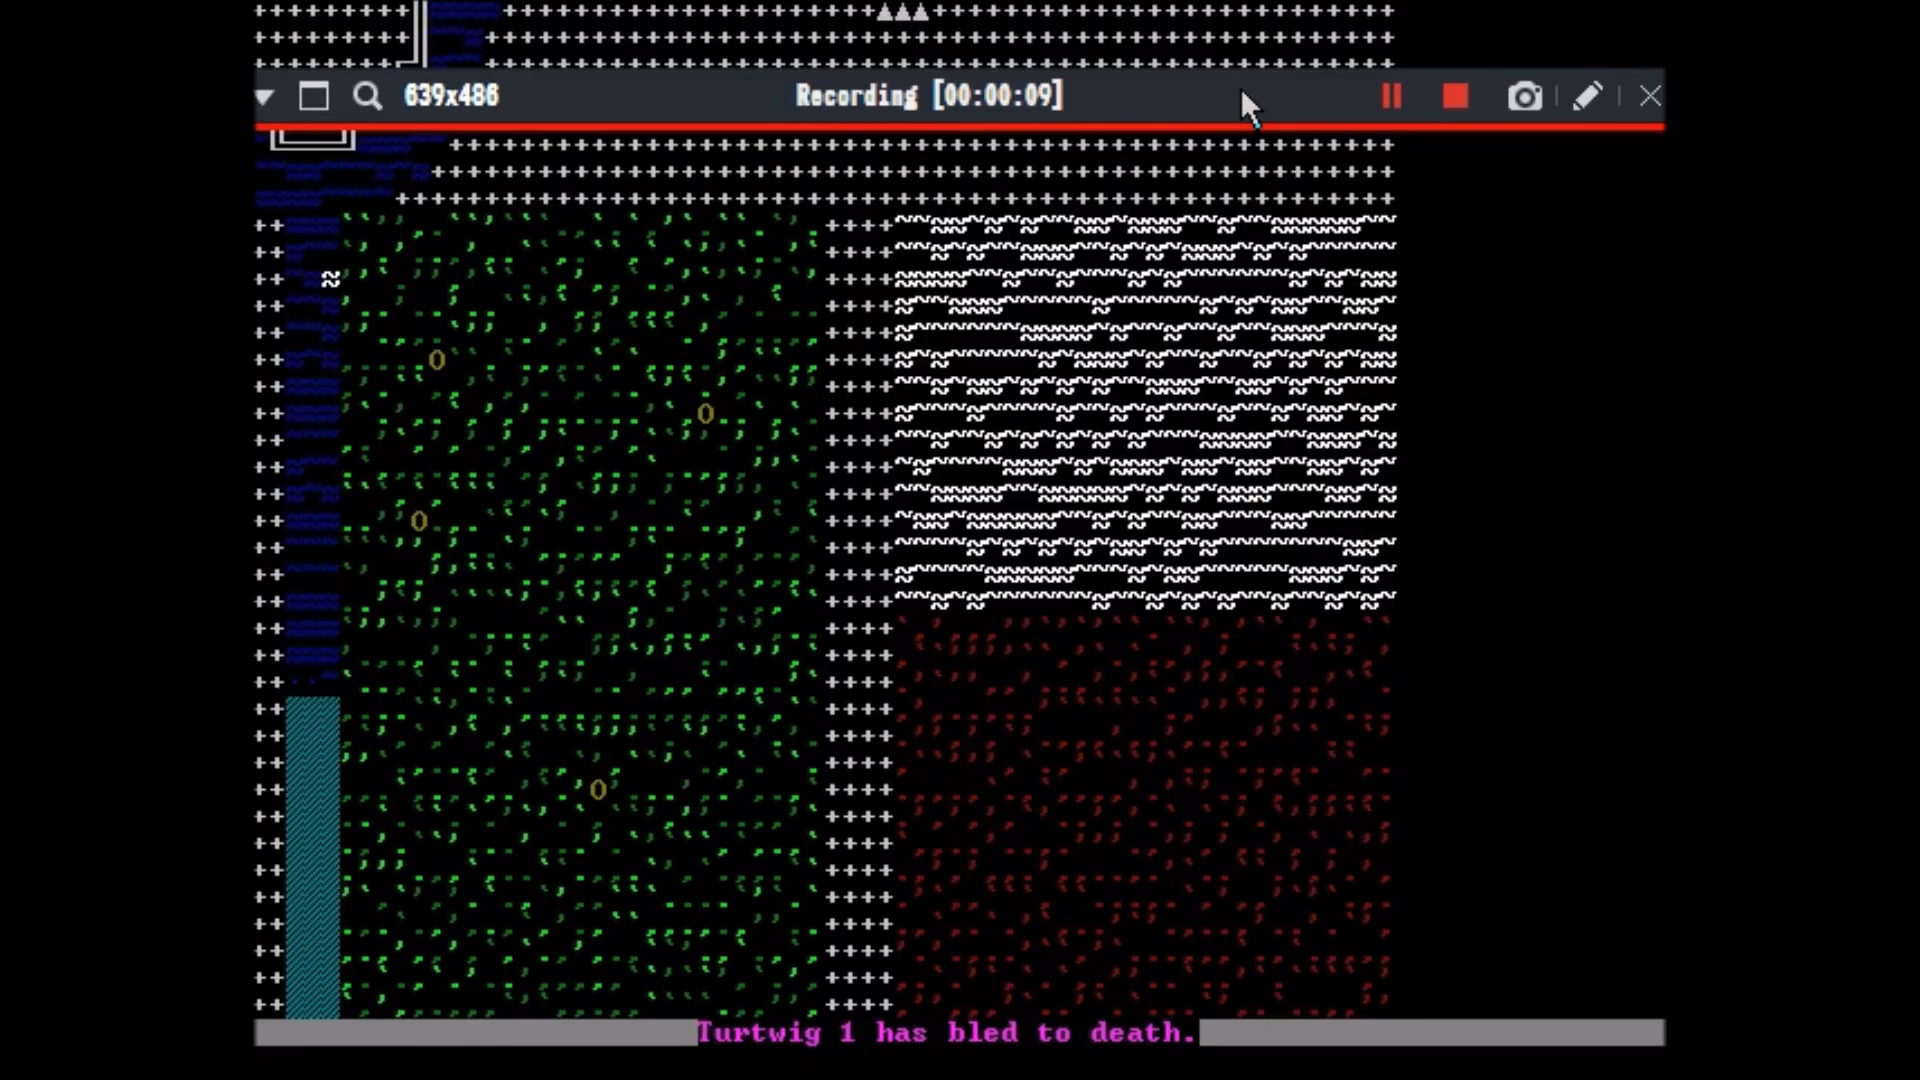 639x486
Recording [00:00:09]
Turtwig 1 has bled to death.